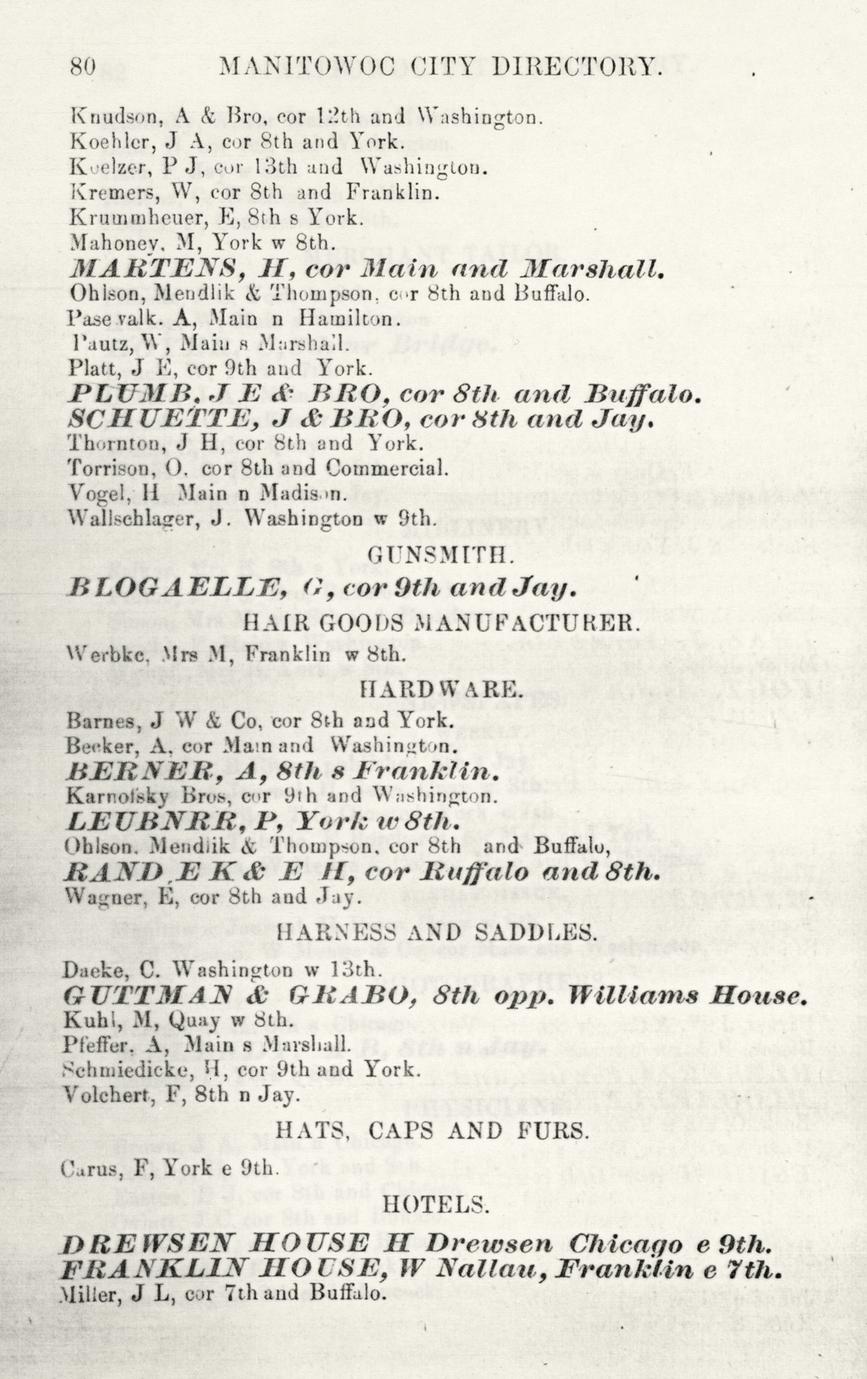 80 MANITOWOC CITY DIRECTORY.
Knudson, A & Bro, cor 12th and Washington.
Koehler, J A, cor 8th and York.
Koelzer, P J, cor 13th and Washington.
Kremers, W, cor 8th and Franklin.
Krummheuer, E, 8th s York.
Mahoney, M, York w 8th.
MARTENS, H, cor Main and Marshall.
Ohlson, Mendlik & Thompson, cor 8th and Buffalo.
Pasevalk. A, Main n Hamilton.
Pautz, W, Main s Marshall.
Platt, J E, cor 9th and York.
PLUMB, J E & BRO, cor 8th and Buffalo.
SCHUETTE, J & BRO, cor 8th and Jay.
Thornton, J H, cor 8th and York.
Torrison, O. cor 8th and Commercial.
Vogel, H Main n Madison.
Wallschlager, J. Washington w 9th.
GUNSMITH.
BLOGAELLE, G, cor 9th and Jay.
HAIR GOODS MANUFACTURER.
Werbke, Mrs M, Franklin w 8th.
HARDWARE.
Barnes, J W & Co, cor 8th and York.
Becker, A, cor Main and Washington.
BERNER, A, 8th s Franklin.
Karnofsky Bros, cor 9th and Washington.
LEUBNRR, P, York w 8th.
Ohlson, Mendlik & Thompson, cor 8th and Buffalo,
RAND E K & E H, cor Buffalo and 8th.
Wagner, E, cor 8th and Jay.
HARNESS AND SADDLES.
Daeke, C. Washington w 13th.
GUTTMAN & GRABO, 8th opp. Williams House.
Kuhl, M, Quay w 8th.
Pfeffer, A, Main s Marshall.
Schmiedicke, H, cor 9th and York.
Volchert, F, 8th n Jay.
HATS, CAPS AND FURS.
Carus, F, York e 9th.
HOTELS.
DREWSEN HOUSE H Drewsen Chicago e 9th.
FRANKLIN HOUSE, W Nallau, Franklin e 7th.
Miller, J L, cor 7th and Buffalo.